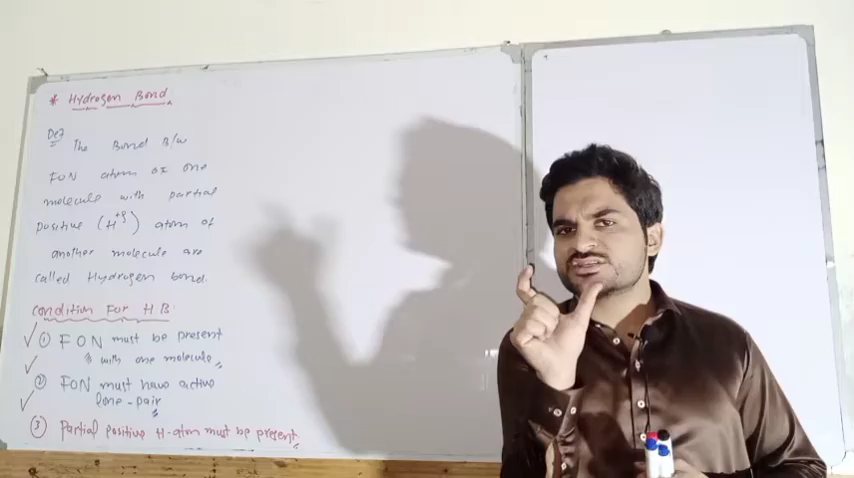 * Hydrogen Bond
Def
The Bond B/w
FON atom of one
molecule with partial
positive (H+δ) atom of
another molecule are
called Hydrogen bond.
Condition For HB:
① FON must be present
with one molecule
② FON must have active
lone-pair
③ Partial positive H-atom must be present